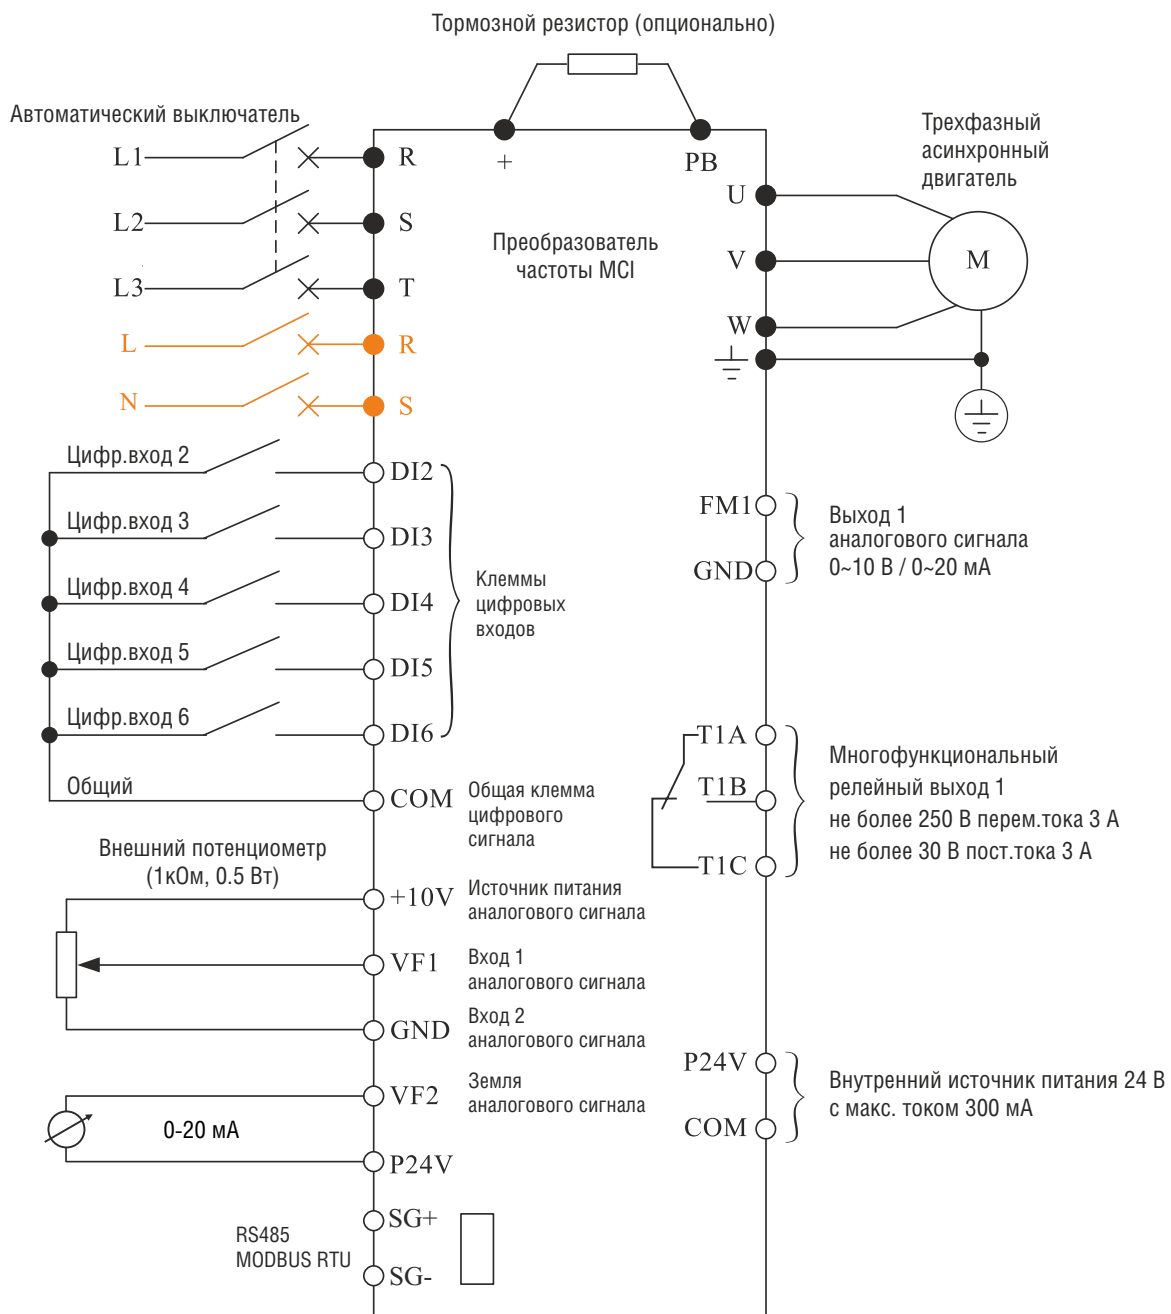 Тормозной резистор (опционально)
Автоматический выключатель
L1
R
+
PB
Трехфазный
асинхронный
двигатель
U
L2
S
Преобразователь
частоты MCI
V
M
L3
T
W
L
R
N
S
Цифр.вход 2
DI2
Цифр.вход 3
DI3
Цифр.вход 4
DI4
Цифр.вход 5
DI5
Цифр.вход 6
DI6
Клеммы
цифровых
входов
Общий
COM
Общая клемма
цифрового
сигнала
FM1
GND
Выход 1
аналогового сигнала
0~10 В / 0~20 мА
T1A
T1B
T1C
Многофункциональный
релейный выход 1
не более 250 В перем.тока 3 А
не более 30 В пост.тока 3 А
Внешний потенциометр
(1кОм, 0.5 Вт)
+10V
Источник питания
аналогового сигнала
VF1
Вход 1
аналогового сигнала
GND
Вход 2
аналогового сигнала
VF2
Земля
аналогового сигнала
0-20 мА
P24V
P24V
COM
Внутренний источник питания 24 В
с макс. током 300 мА
RS485
MODBUS RTU
SG+
SG-